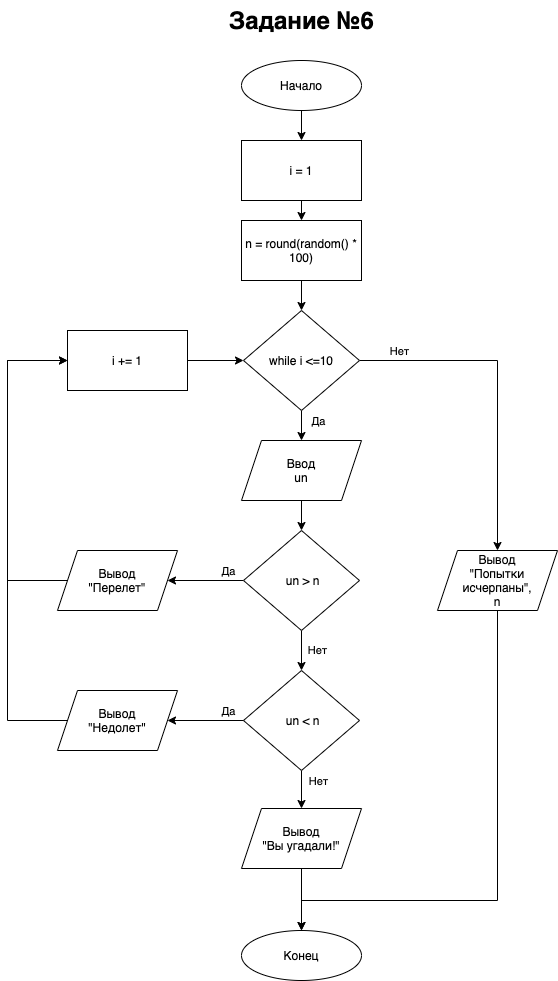 Задание №6
Начало
i = 1
n = round(random() *
100)
i += 1
while i <=10
Нет
Да
Ввод
un
Вывод
"Перелет"
Да
un > n
Вывод
"Попытки
исчерпаны",
n
Нет
Вывод
"Недолет"
Да
un < n
Нет
Вывод
"Вы угадали!"
Конец